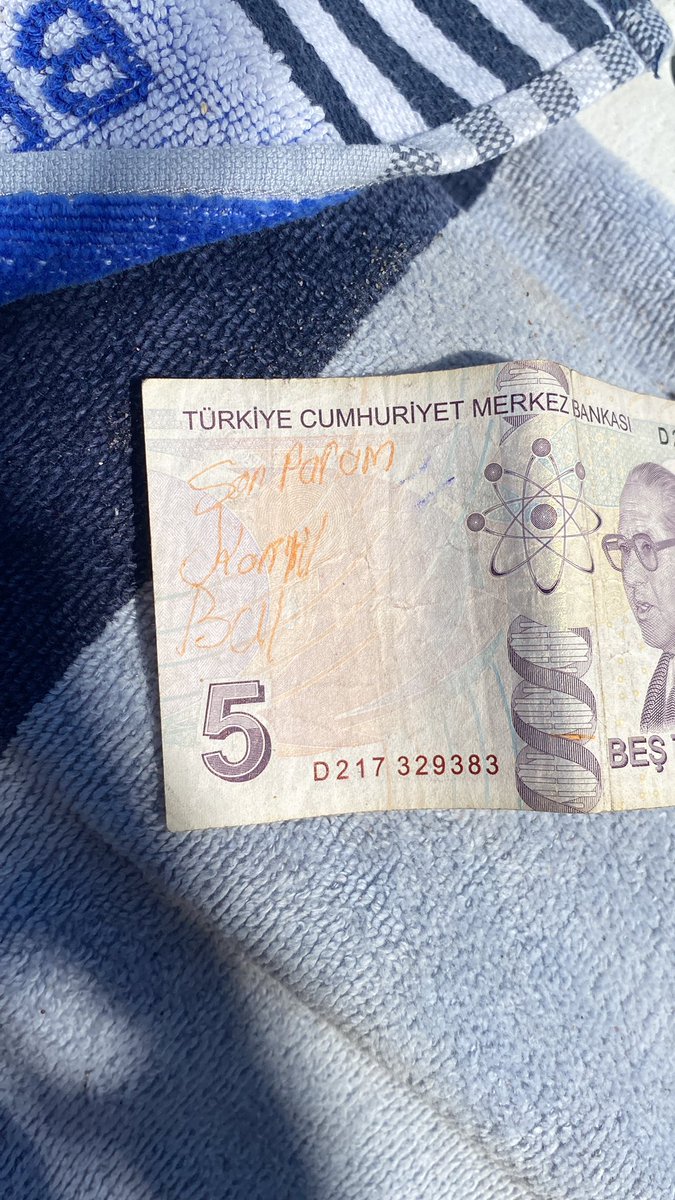 TÜRKİYE CUMHURİYET MERKEZ BANKASI
Son Param
5
D217 329383
BEŞ